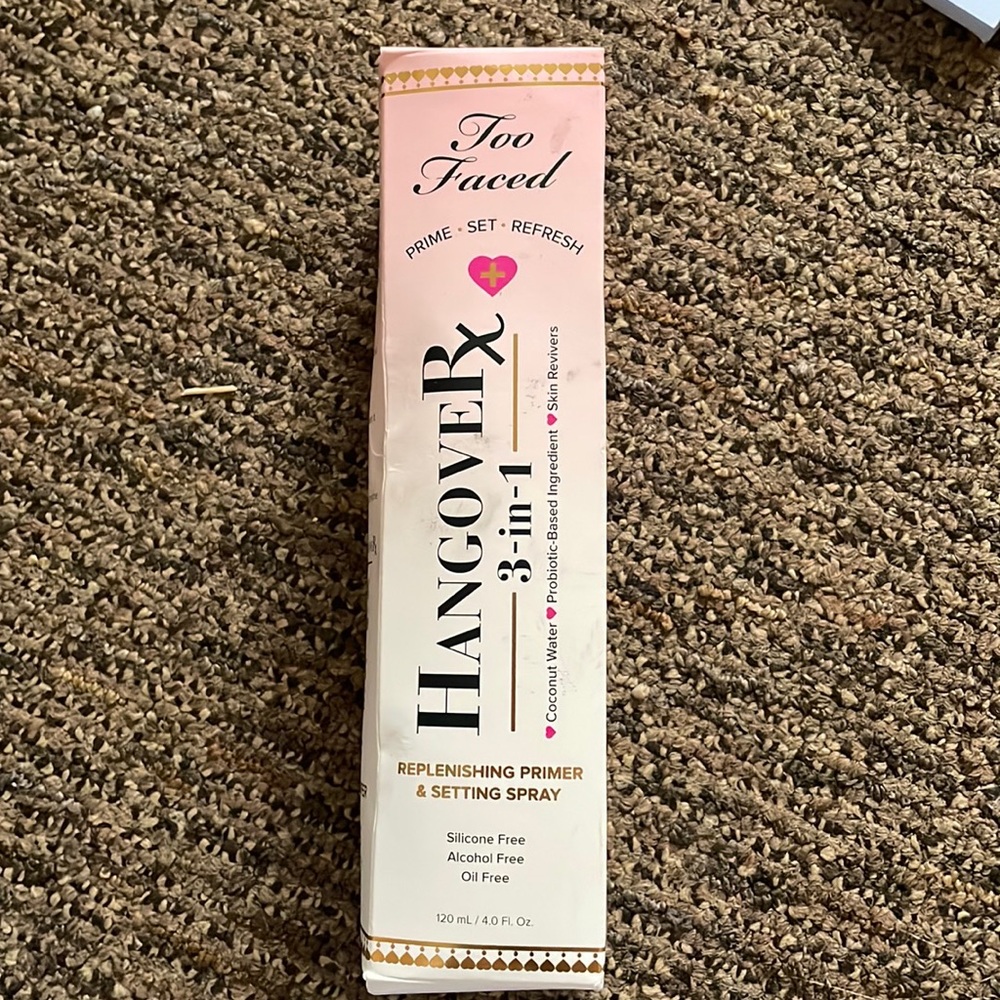 Too
Faced
PRIME • SET • REFRESH
HANGOVERx
3-in-1
Coconut Water ♥ Probiotic-Based Ingredient ♥ Skin Revivers
REPLENISHING PRIMER
& SETTING SPRAY
Silicone Free
Alcohol Free
Oil Free
120 mL / 4.0 Fl. Oz.